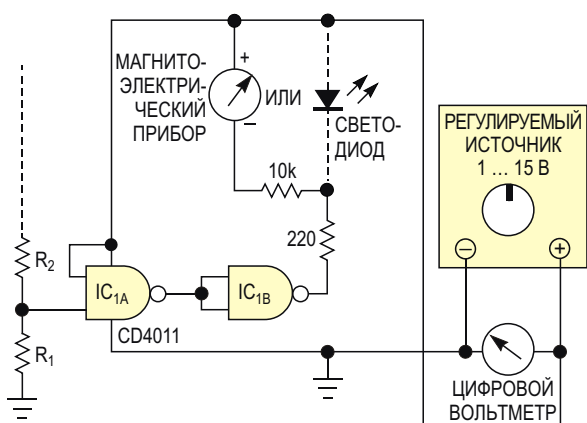 МАГНИТО-
ЭЛЕКТРИ-
ЧЕСКИЙ
ПРИБОР
+
−
ИЛИ
СВЕТО-
ДИОД
10k
220
R₂
R₁
IC₁A
CD4011
IC₁B
РЕГУЛИРУЕМЫЙ
ИСТОЧНИК
1 ... 15 В
− +
ЦИФРОВОЙ
ВОЛЬТМЕТР